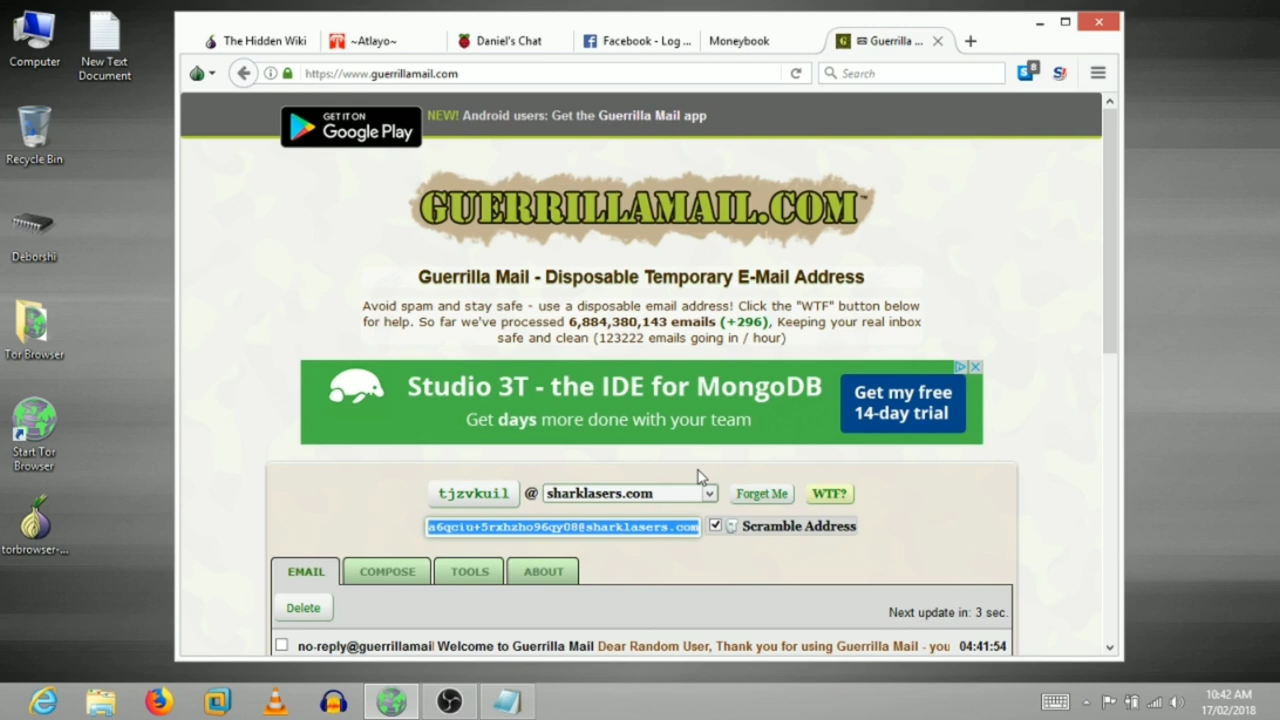 Computer
New Text
Document
Recycle Bin
Deborshi
Tor Browser
Start Tor
Browser
torbrowser-...
The Hidden Wiki
~Atlayo~
Daniel's Chat
Facebook - Log ...
Moneybook
Guerrilla ...
https://www.guerrillamail.com
Search
8
GET IT ON
Google Play
NEW! Android users: Get the Guerrilla Mail app
GUERRILLAMAIL.COM™
Guerrilla Mail - Disposable Temporary E-Mail Address
Avoid spam and stay safe - use a disposable email address! Click the "WTF" button below
for help. So far we've processed 6,884,380,143 emails (+296), Keeping your real inbox
safe and clean (123222 emails going in / hour)
Studio 3T - the IDE for MongoDB
Get days more done with your team
Get my free
14-day trial
tjzvkuil @ sharklasers.com Forget Me WTF?
a6qciu+5rxhzho96qy08@sharklasers.com Scramble Address
EMAIL COMPOSE TOOLS ABOUT
Delete
Next update in: 3 sec.
no-reply@guerrillamail Welcome to Guerrilla Mail Dear Random User, Thank you for using Guerrilla Mail - you 04:41:54
10:42 AM
17/02/2018